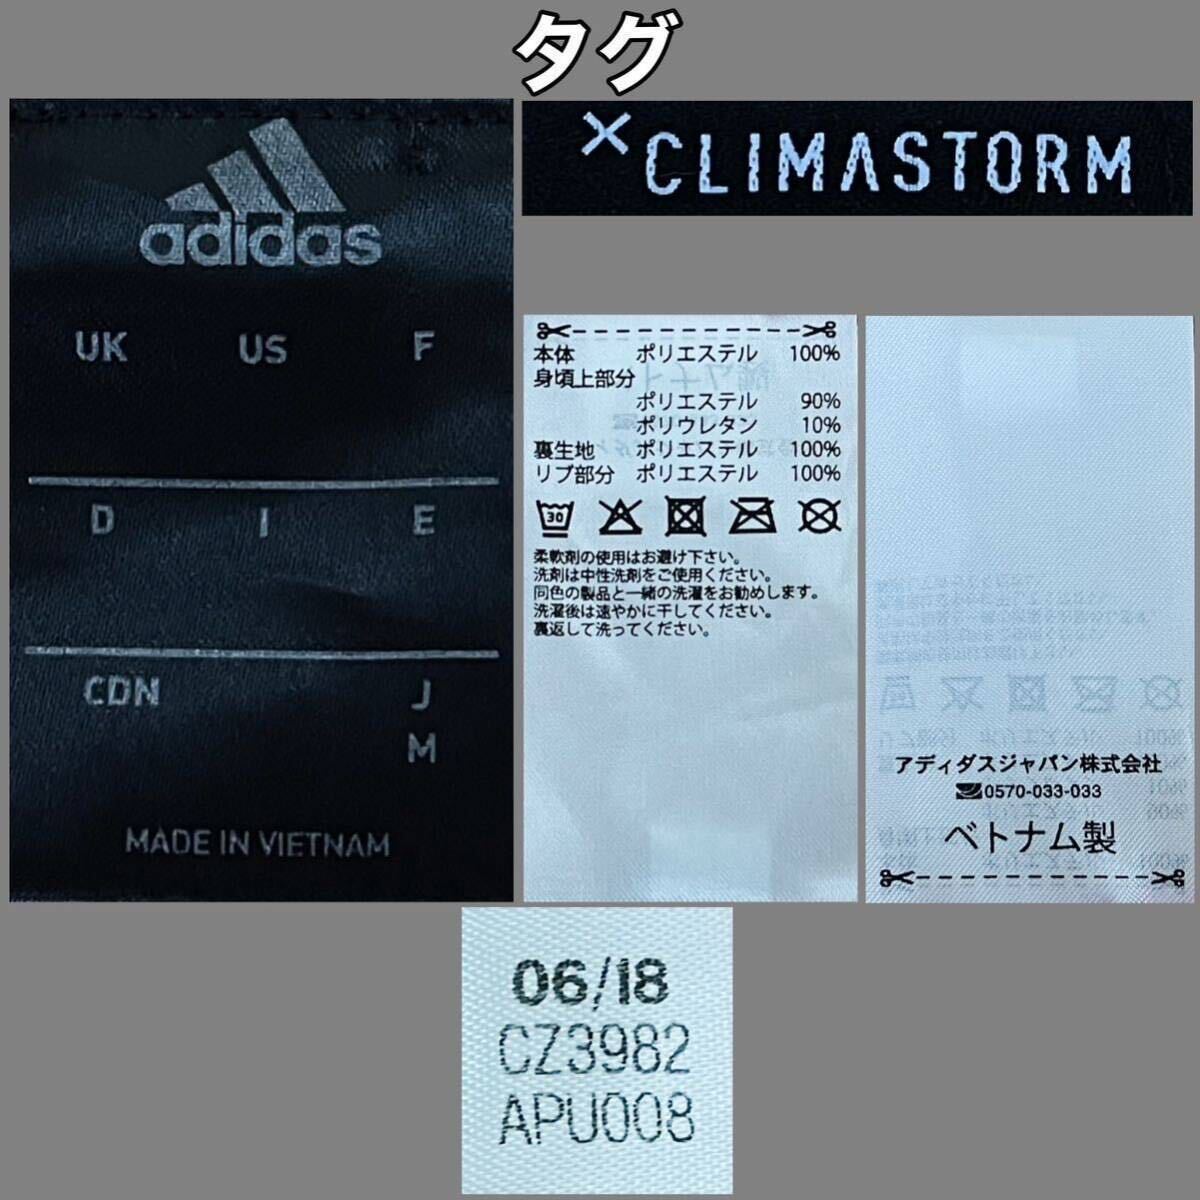 タグ
adidas
UK US F
D I E
CDN J
M
MADE IN VIETNAM
×CLIMASTORM
本体 ポリエステル 100%
身頃上部分
ポリエステル 90%
ポリウレタン 10%
裏生地 ポリエステル 100%
リブ部分 ポリエステル 100%
30
柔軟剤の使用はお避け下さい。
洗剤は中性洗剤をご使用ください。
同色の製品と一緒の洗濯をお勧めします。
洗濯後は速やかに干してください。
裏返して洗ってください。
アディダスジャパン株式会社
0570-033-033
ベトナム製
06/18
CZ3982
APU008